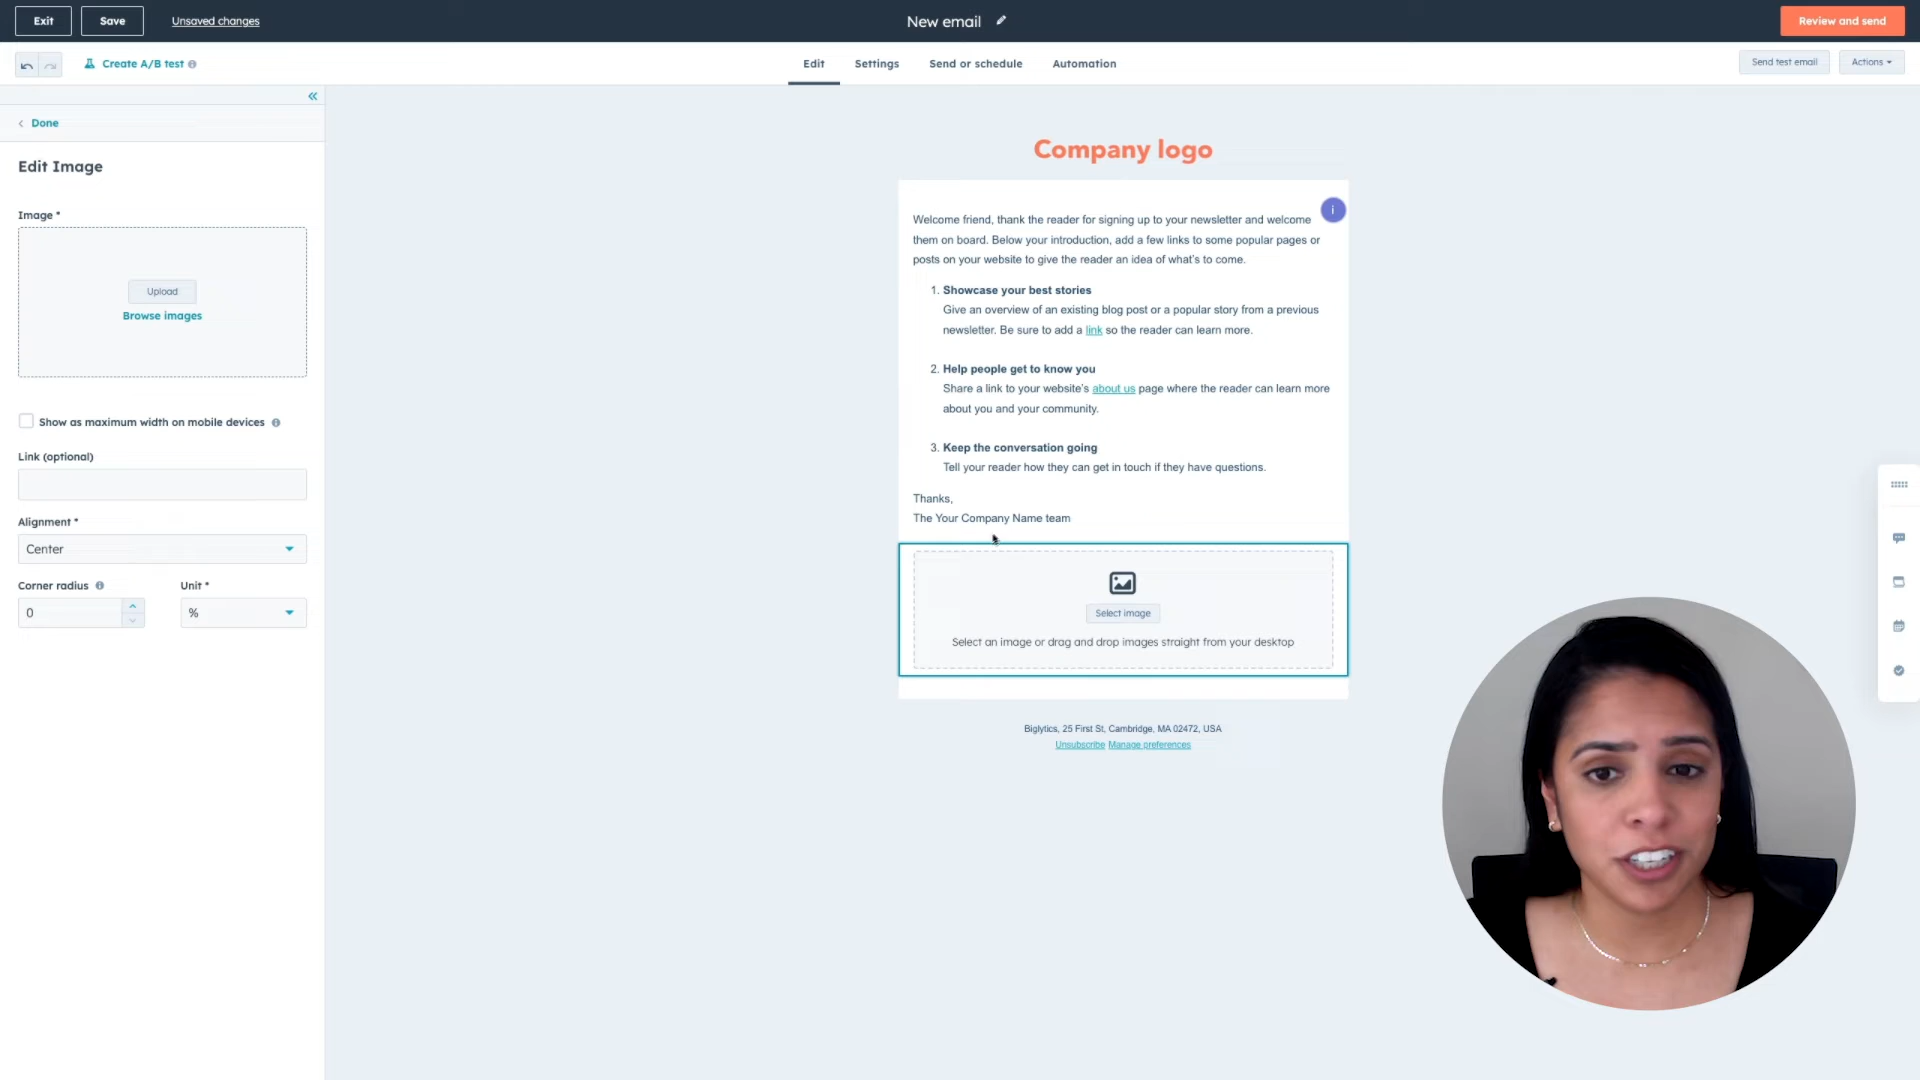 Exit
Save
Unsaved changes
New email
Review and send
Create A/B test
Edit
Settings
Send or schedule
Automation
Send test email
Actions
Done
Edit Image
Image *
Upload
Browse images
Show as maximum width on mobile devices
Link (optional)
Alignment *
Center
Corner radius
Unit *
0
%
Company logo
i
Welcome friend, thank the reader for signing up to your newsletter and welcome
them on board. Below your introduction, add a few links to some popular pages or
posts on your website to give the reader an idea of what's to come.
1. Showcase your best stories
Give an overview of an existing blog post or a popular story from a previous
newsletter. Be sure to add a link so the reader can learn more.
2. Help people get to know you
Share a link to your website's about us page where the reader can learn more
about you and your community.
3. Keep the conversation going
Tell your reader how they can get in touch if they have questions.
Thanks,
The Your Company Name team
Select image
Select an image or drag and drop images straight from your desktop
Biglytics, 25 First St, Cambridge, MA 02472, USA
Unsubscribe Manage preferences